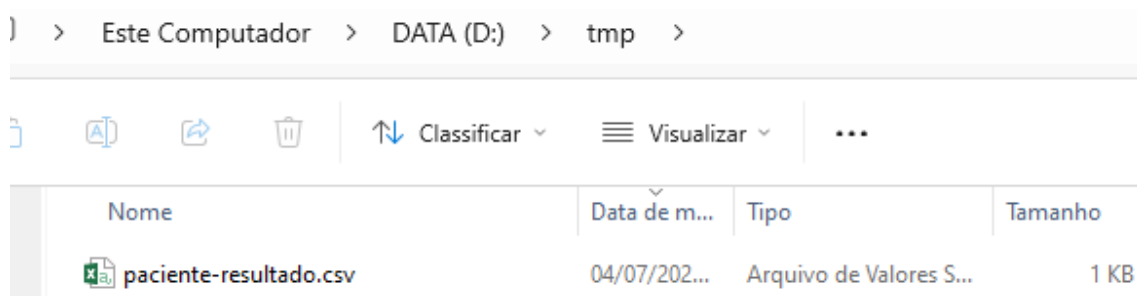 > Este Computador > DATA (D:) > tmp >
Classificar Visualizar ...
Nome Data de m... Tipo Tamanho
paciente-resultado.csv 04/07/202... Arquivo de Valores S... 1 KB